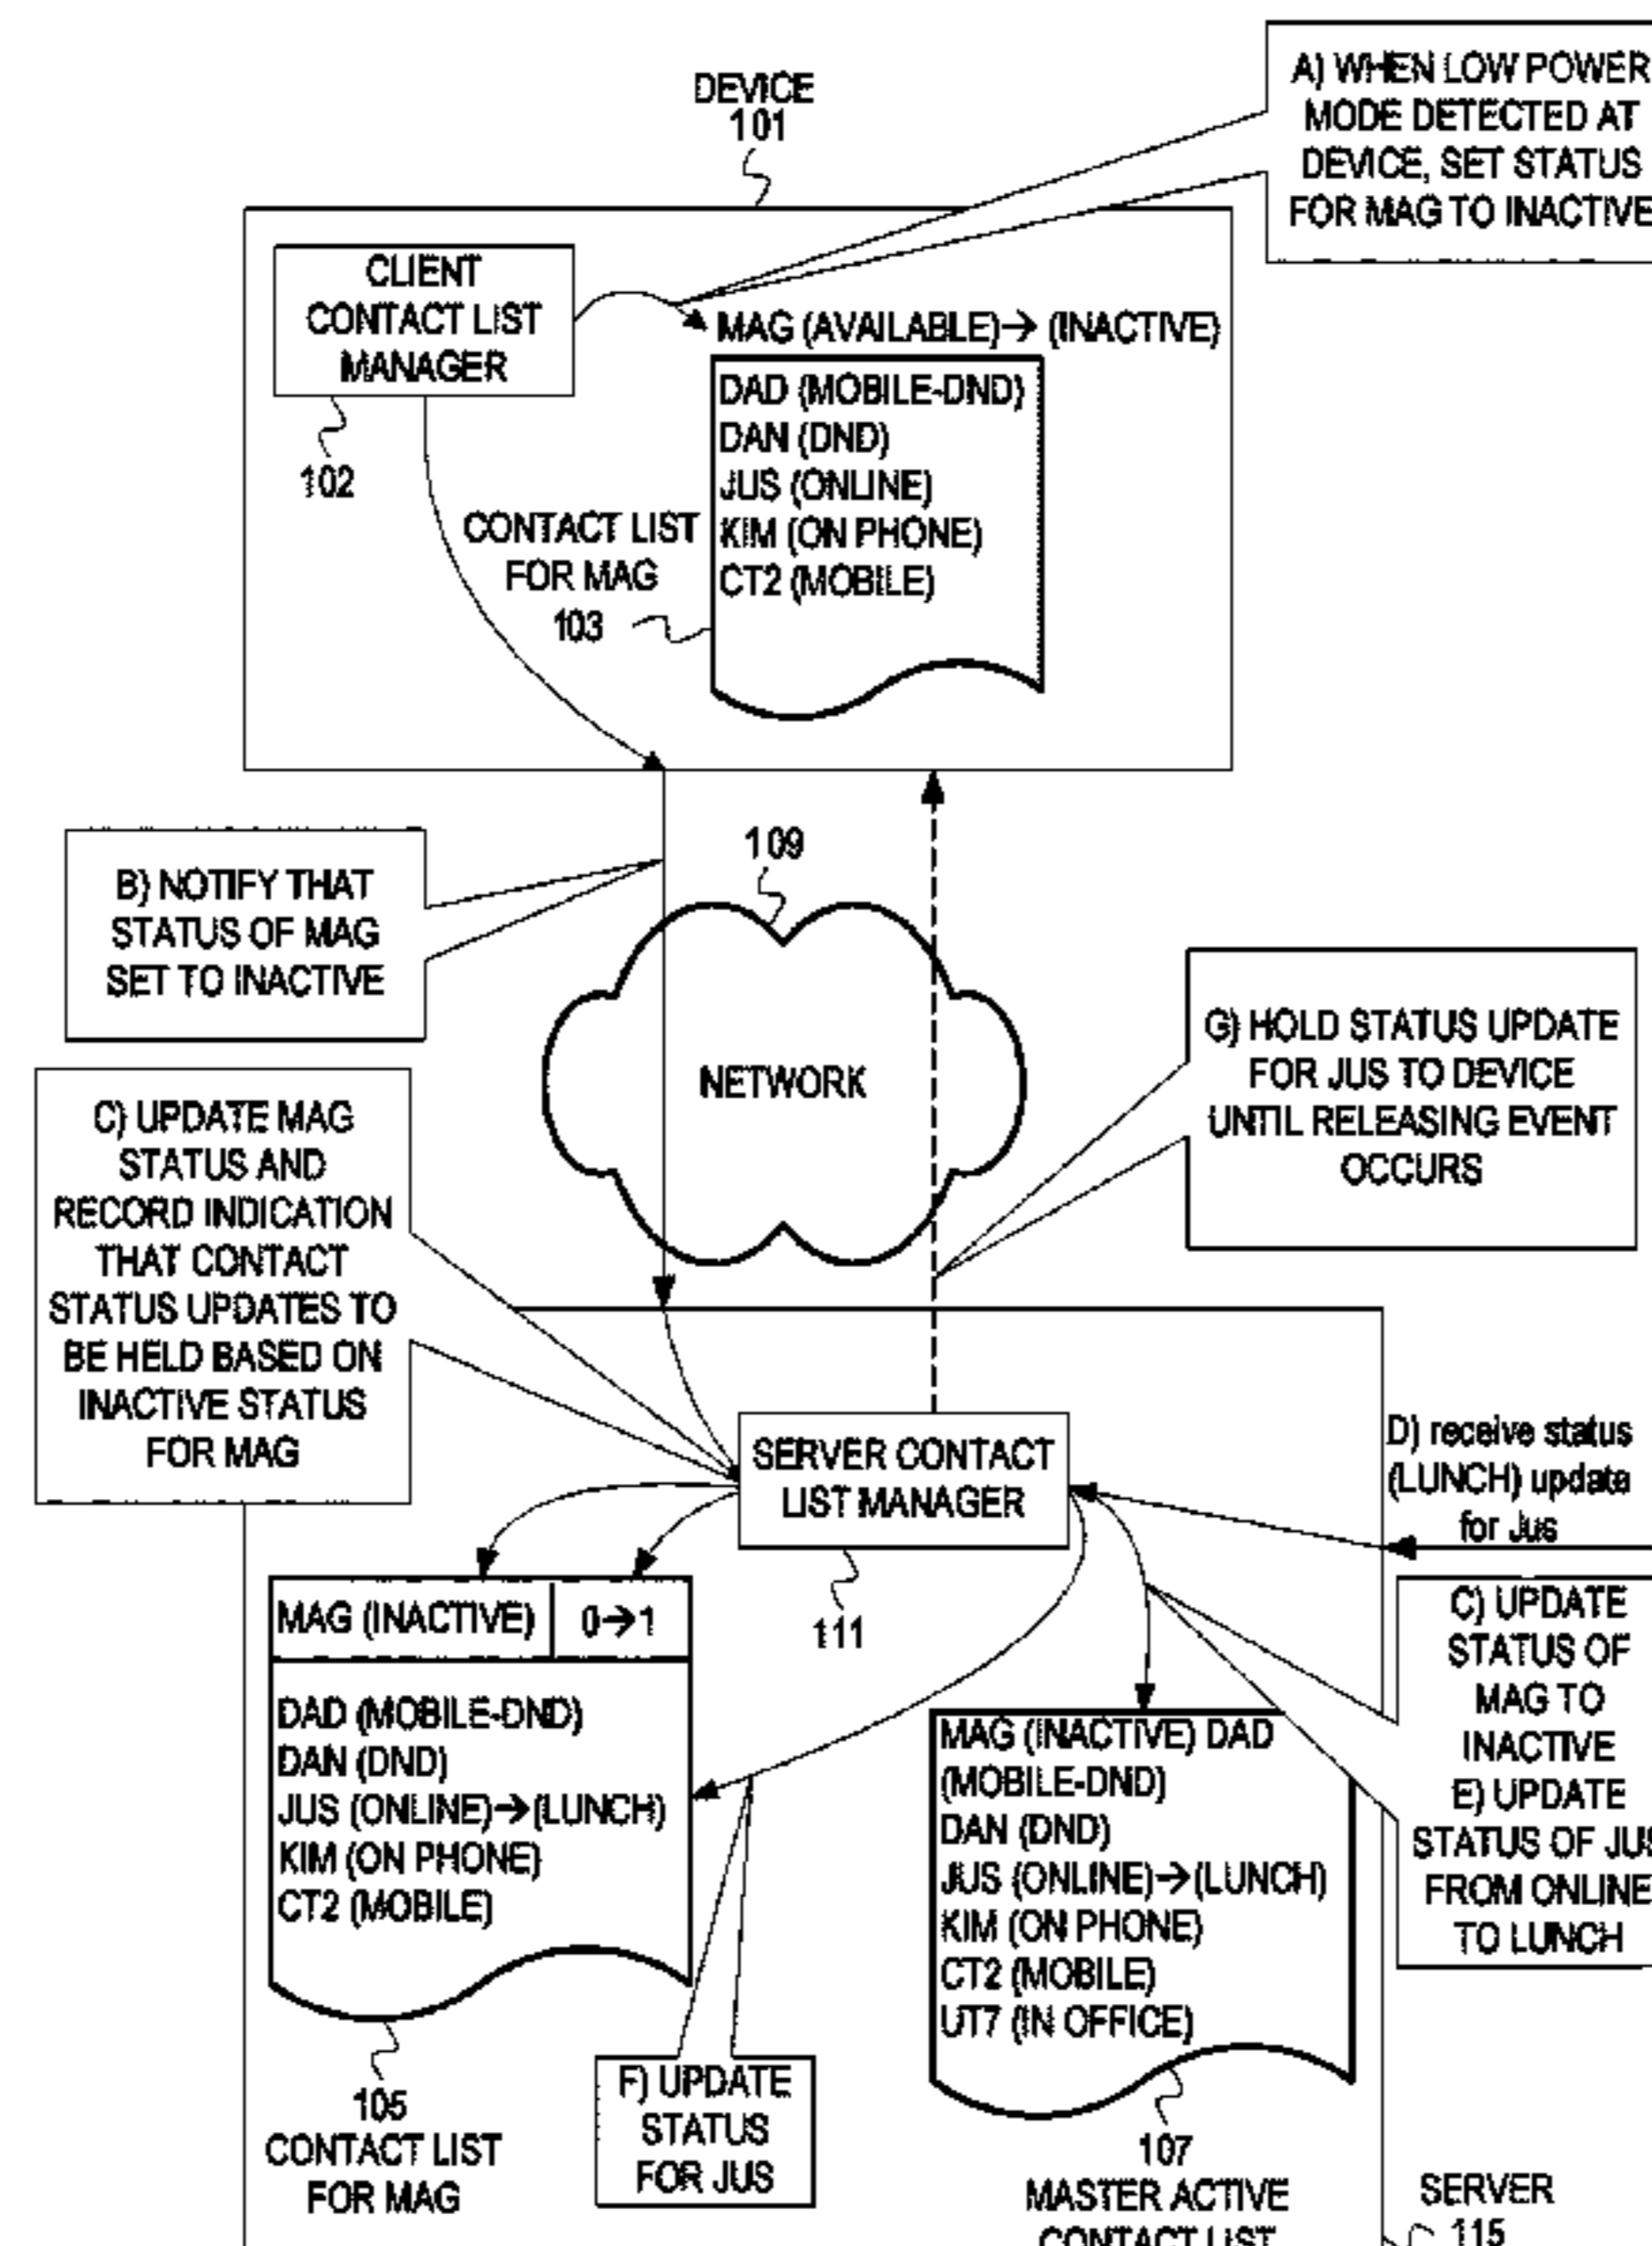 DEVICE
101
A) WHEN LOW POWER
MODE DETECTED AT
DEVICE, SET STATUS
FOR MAG TO INACTIVE
CLIENT
CONTACT LIST
MANAGER
102
MAG (AVAILABLE)→ (INACTIVE)
DAD (MOBILE-DND)
DAN (DND)
JUS (ONLINE)
KIM (ON PHONE)
CT2 (MOBILE)
CONTACT LIST
FOR MAG
103
B) NOTIFY THAT
STATUS OF MAG
SET TO INACTIVE
109
NETWORK
G) HOLD STATUS UPDATE
FOR JUS TO DEVICE
UNTIL RELEASING EVENT
OCCURS
C) UPDATE MAG
STATUS AND
RECORD INDICATION
THAT CONTACT
STATUS UPDATES TO
BE HELD BASED ON
INACTIVE STATUS
FOR MAG
SERVER CONTACT
LIST MANAGER
111
D) receive status
(LUNCH) update
for Jus
C) UPDATE
STATUS OF
MAG TO
INACTIVE
E) UPDATE
STATUS OF JUS
FROM ONLINE
TO LUNCH
MAG (INACTIVE) 0→1
DAD (MOBILE-DND)
DAN (DND)
JUS (ONLINE)→(LUNCH)
KIM (ON PHONE)
CT2 (MOBILE)
105
CONTACT LIST
FOR MAG
F) UPDATE
STATUS
FOR JUS
MAG (INACTIVE) DAD
(MOBILE-DND)
DAN (DND)
JUS (ONLINE)→(LUNCH)
KIM (ON PHONE)
CT2 (MOBILE)
UT7 (IN OFFICE)
107
MASTER ACTIVE
CONTACT LIST
SERVER
115